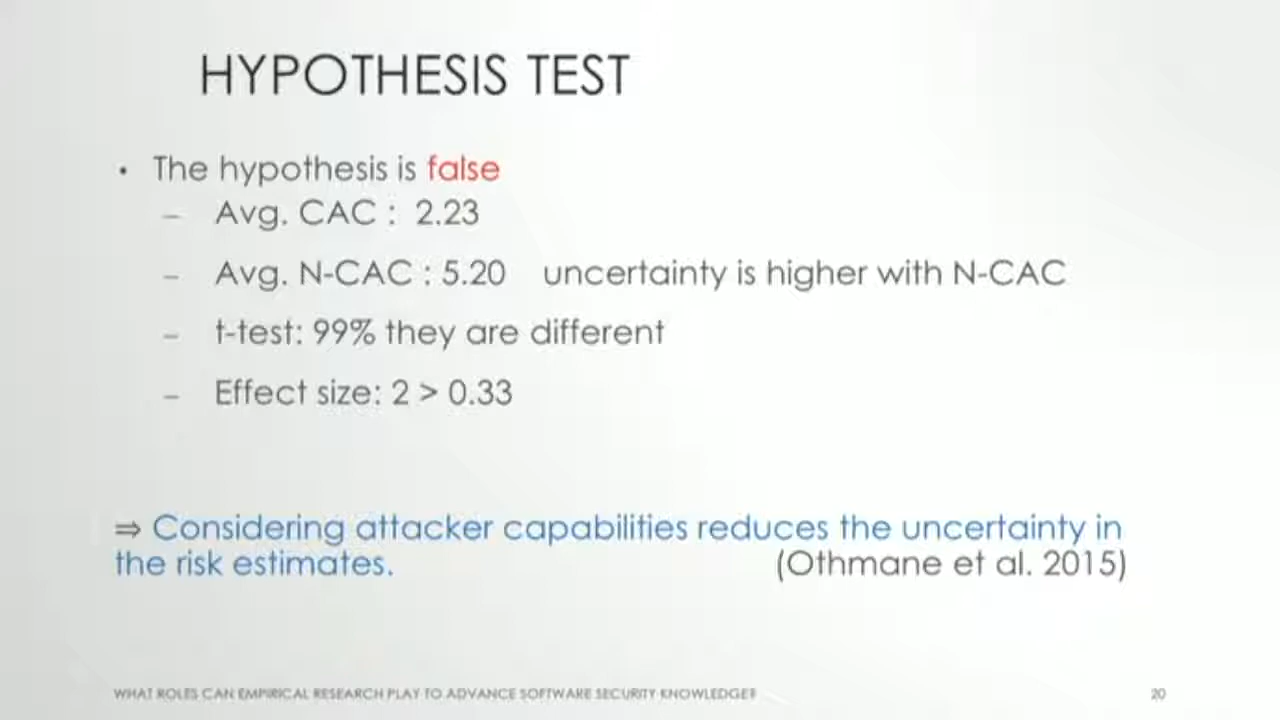 HYPOTHESIS TEST
• The hypothesis is false
– Avg. CAC : 2.23
– Avg. N-CAC : 5.20 uncertainty is higher with N-CAC
– t-test: 99% they are different
– Effect size: 2 > 0.33
⇒ Considering attacker capabilities reduces the uncertainty in
the risk estimates. (Othmane et al. 2015)
WHAT ROLES CAN EMPIRICAL RESEARCH PLAY TO ADVANCE SOFTWARE SECURITY KNOWLEDGE? 20